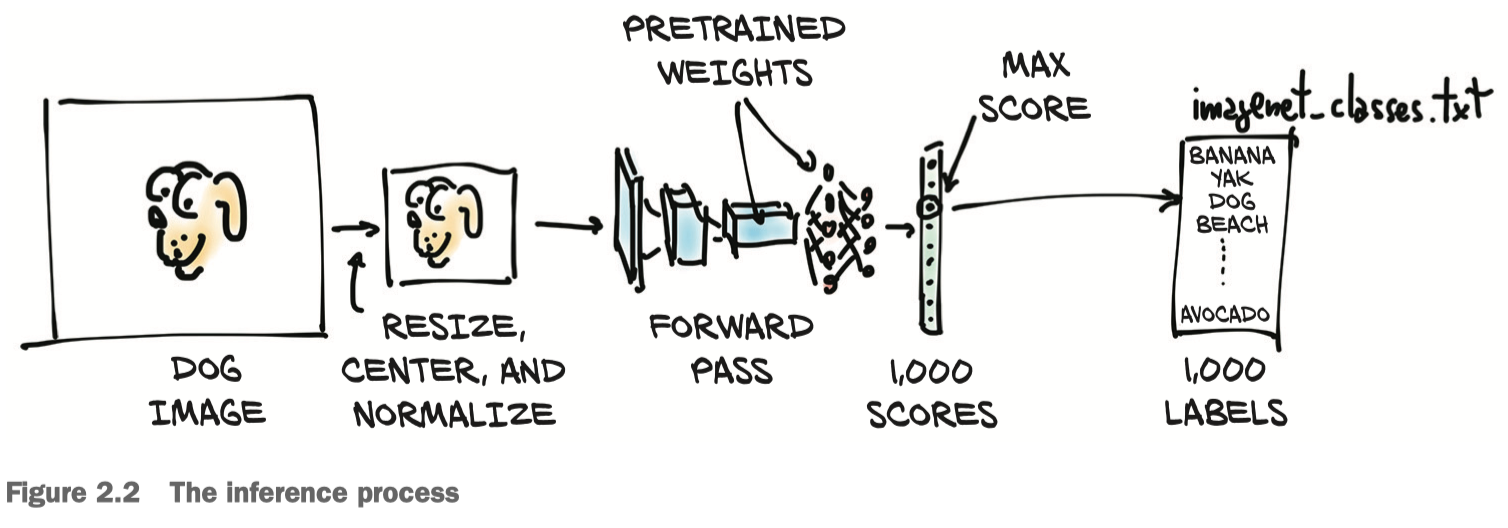 PRETRAINED
WEIGHTS
MAX
SCORE
imagenet_classes.txt
BANANA
YAK
DOG
BEACH
AVOCADO
DOG
IMAGE
RESIZE,
CENTER, AND
NORMALIZE
FORWARD
PASS
1,000
SCORES
1,000
LABELS
Figure 2.2 The inference process